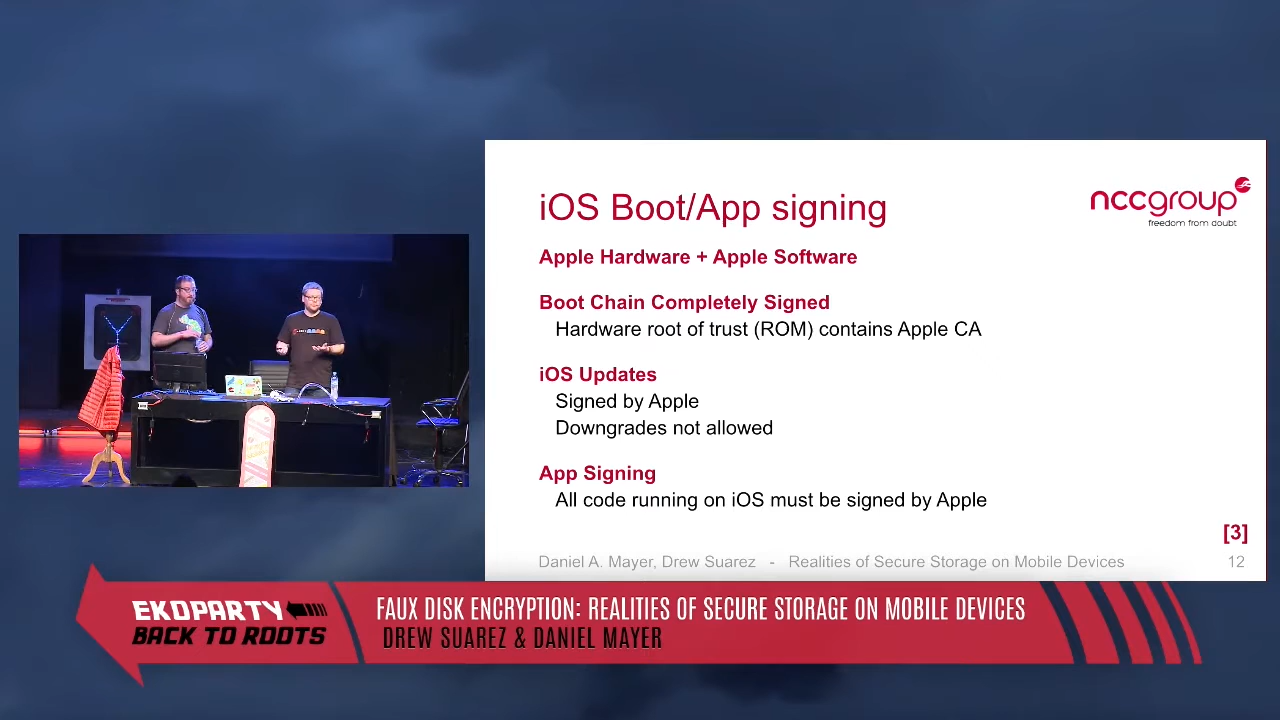 iOS Boot/App signing
nccgroup
freedom from doubt
Apple Hardware + Apple Software
Boot Chain Completely Signed
Hardware root of trust (ROM) contains Apple CA
iOS Updates
Signed by Apple
Downgrades not allowed
App Signing
All code running on iOS must be signed by Apple
[3]
Daniel A. Mayer, Drew Suarez - Realities of Secure Storage on Mobile Devices 12
EKOPARTY
BACK TO ROOTS
FAUX DISK ENCRYPTION: REALITIES OF SECURE STORAGE ON MOBILE DEVICES
DREW SUAREZ & DANIEL MAYER